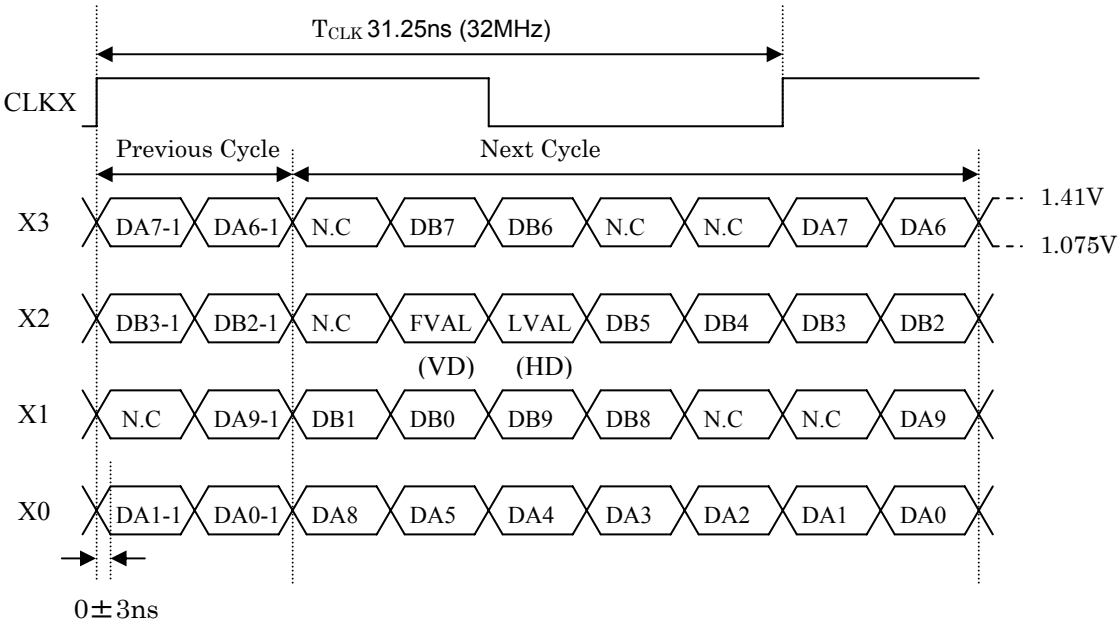 TCLK 31.25ns (32MHz)
CLKX
Previous Cycle Next Cycle
X3 DA7-1 DA6-1 N.C DB7 DB6 N.C N.C DA7 DA6 1.41V
1.075V
X2 DB3-1 DB2-1 N.C FVAL LVAL DB5 DB4 DB3 DB2
(VD) (HD)
X1 N.C DA9-1 DB1 DB0 DB9 DB8 N.C N.C DA9
X0 DA1-1 DA0-1 DA8 DA5 DA4 DA3 DA2 DA1 DA0
0±3ns